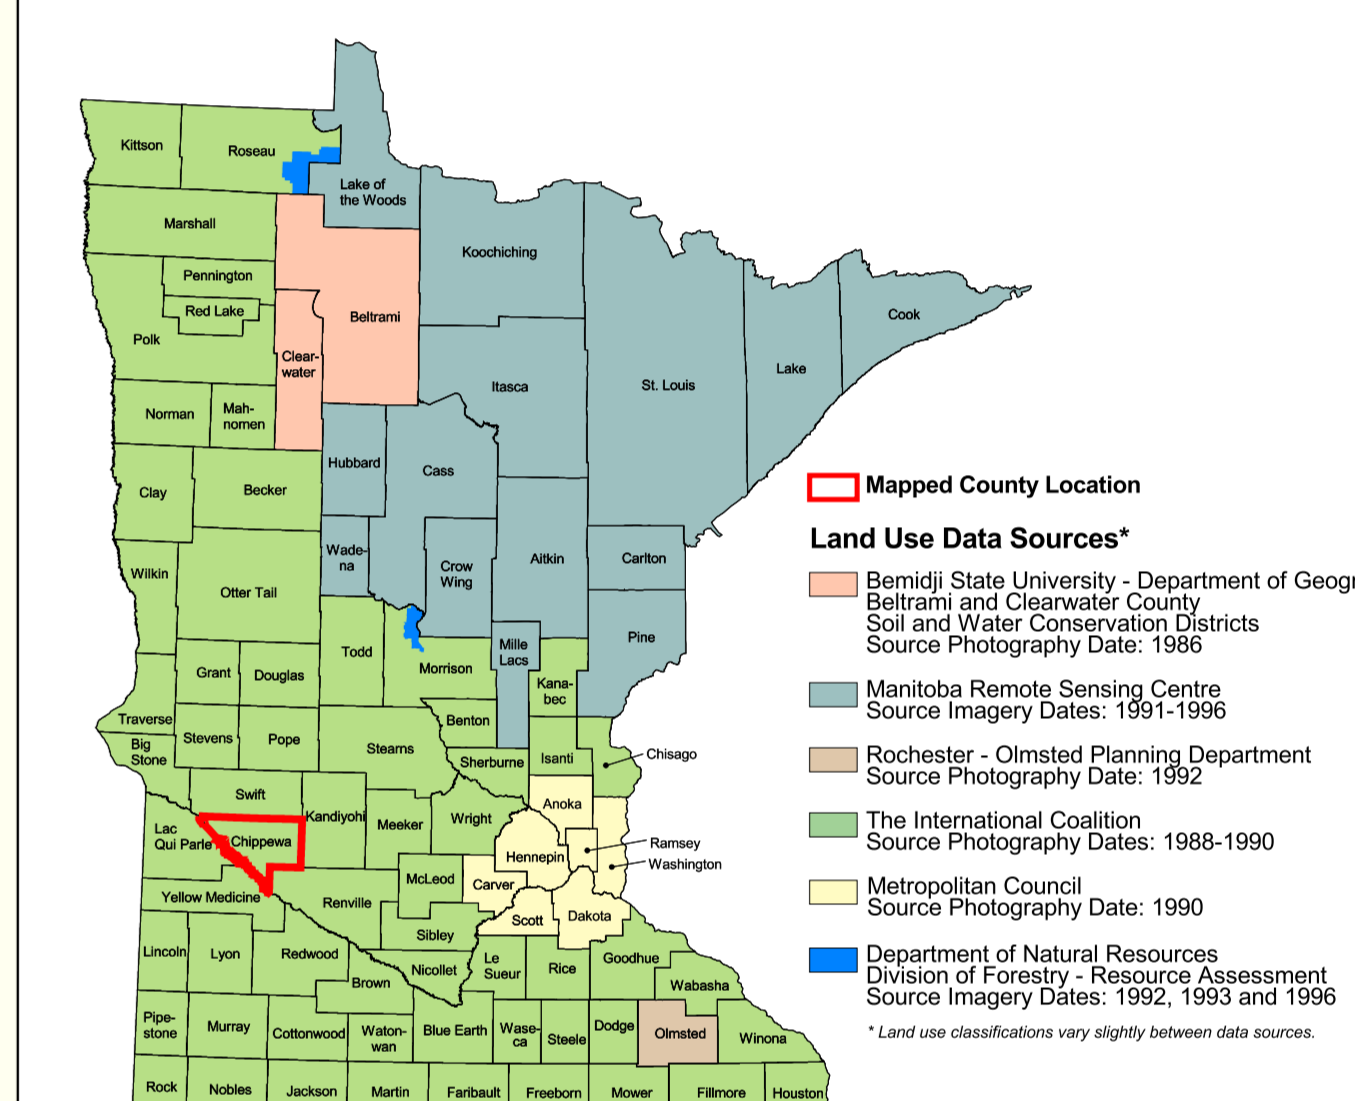 Kittson
Roseau
Lake of
the Woods
Marshall
Koochiching
Pennington
Red Lake
Beltrami
Cook
Polk
Clear-
water
Itasca
St. Louis
Lake
Norman
Mah-
nomen
Hubbard
Cass
Clay
Becker
Wade-
na
Crow
Wing
Aitkin
Carlton
Wilkin
Otter Tail
Pine
Todd
Mille
Lacs
Morrison
Grant
Douglas
Kana-
bec
Traverse
Benton
Stevens
Pope
Big
Stone
Stearns
Sherburne
Isanti
Chisago
Swift
Anoka
Kandiyohi
Meeker
Wright
Lac
Qui Parle
Chippewa
Ramsey
Hennepin
Washington
McLeod
Carver
Yellow Medicine
Renville
Scott
Dakota
Sibley
Lincoln
Lyon
Redwood
Nicollet
Le
Sueur
Rice
Goodhue
Brown
Wabasha
Pipe-
stone
Murray
Cottonwood
Waton-
wan
Blue Earth
Wase-
ca
Steele
Dodge
Olmsted
Winona
Rock
Nobles
Jackson
Martin
Faribault
Freeborn
Mower
Fillmore
Houston
Mapped County Location
Land Use Data Sources*
Bemidji State University - Department of Geogr
Beltrami and Clearwater County
Soil and Water Conservation Districts
Source Photography Date: 1986
Manitoba Remote Sensing Centre
Source Imagery Dates: 1991-1996
Rochester - Olmsted Planning Department
Source Photography Date: 1992
The International Coalition
Source Photography Dates: 1988-1990
Metropolitan Council
Source Photography Date: 1990
Department of Natural Resources
Division of Forestry - Resource Assessment
Source Imagery Dates: 1992, 1993 and 1996
* Land use classifications vary slightly between data sources.